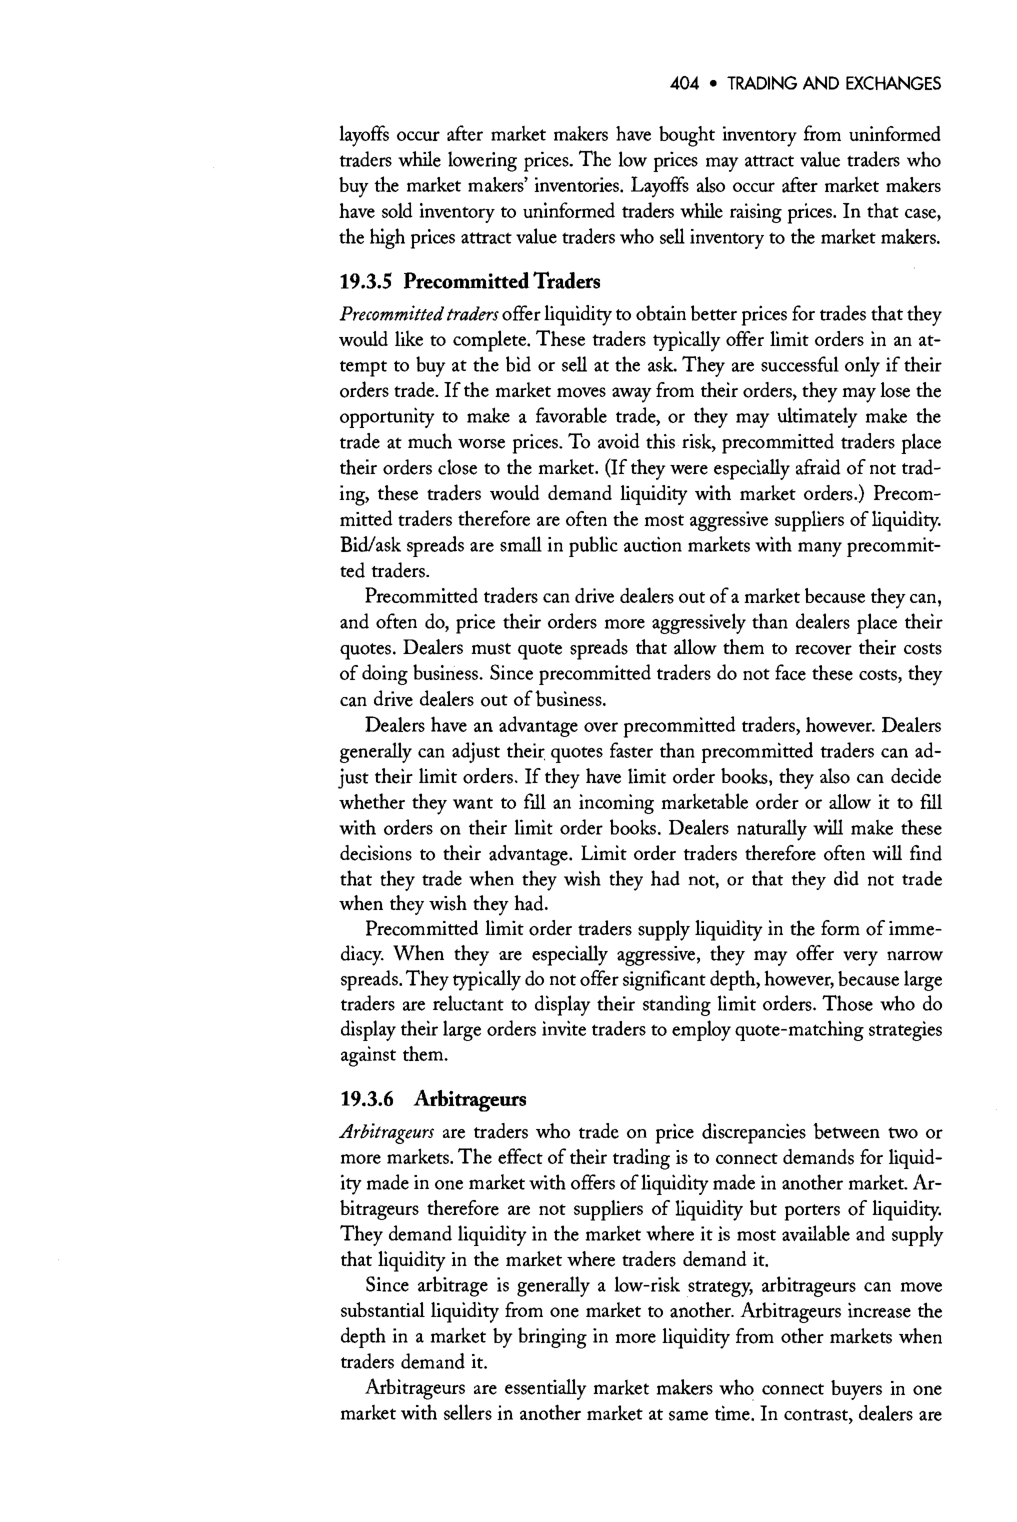 404 • TRADING AND EXCHANGES
layoffs occur after market makers have bought inventory from uninformed
traders while lowering prices. The low prices may attract value traders who
buy the market makers' inventories. Layoffs also occur after market makers
have sold inventory to uninformed traders while raising prices. In that case,
the high prices attract value traders who sell inventory to the market makers.
19.3.5 Precommitted Traders
Precommitted traders offer liquidity to obtain better prices for trades that they
would like to complete. These traders typically offer limit orders in an at-
tempt to buy at the bid or sell at the ask. They are successful only if their
orders trade. If the market moves away from their orders, they may lose the
opportunity to make a favorable trade, or they may ultimately make the
trade at much worse prices. To avoid this risk, precommitted traders place
their orders close to the market. (If they were especially afraid of not trad-
ing, these traders would demand liquidity with market orders.) Precom-
mitted traders therefore are often the most aggressive suppliers of liquidity.
Bid/ask spreads are small in public auction markets with many precommit-
ted traders.
Precommitted traders can drive dealers out of a market because they can,
and often do, price their orders more aggressively than dealers place their
quotes. Dealers must quote spreads that allow them to recover their costs
of doing business. Since precommitted traders do not face these costs, they
can drive dealers out of business.
Dealers have an advantage over precommitted traders, however. Dealers
generally can adjust their quotes faster than precommitted traders can ad-
just their limit orders. If they have limit order books, they also can decide
whether they want to fill an incoming marketable order or allow it to fill
with orders on their limit order books. Dealers naturally will make these
decisions to their advantage. Limit order traders therefore often will find
that they trade when they wish they had not, or that they did not trade
when they wish they had.
Precommitted limit order traders supply liquidity in the form of imme-
diacy. When they are especially aggressive, they may offer very narrow
spreads. They typically do not offer significant depth, however, because large
traders are reluctant to display their standing limit orders. Those who do
display their large orders invite traders to employ quote-matching strategies
against them.
19.3.6 Arbitrageurs
Arbitrageurs are traders who trade on price discrepancies between two or
more markets. The effect of their trading is to connect demands for liquid-
ity made in one market with offers of liquidity made in another market. Ar-
bitrageurs therefore are not suppliers of liquidity but porters of liquidity.
They demand liquidity in the market where it is most available and supply
that liquidity in the market where traders demand it.
Since arbitrage is generally a low-risk strategy, arbitrageurs can move
substantial liquidity from one market to another. Arbitrageurs increase the
depth in a market by bringing in more liquidity from other markets when
traders demand it.
Arbitrageurs are essentially market makers who connect buyers in one
market with sellers in another market at same time. In contrast, dealers are